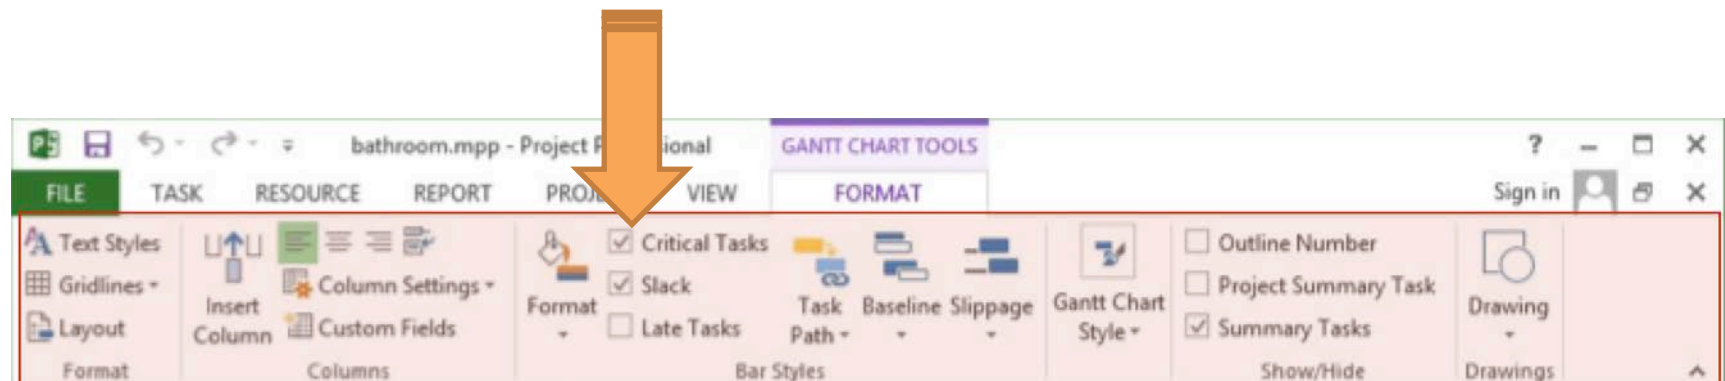 bathroom.mpp - Project P sional GANTT CHART TOOLS ?
FILE TASK RESOURCE REPORT PROJE VIEW FORMAT Sign in
Text Styles
Gridlines
Layout
Format
Insert
Column
Column Settings
Custom Fields
Columns
Format
Critical Tasks
Slack
Late Tasks
Task
Path
Baseline
Slippage
Bar Styles
Gantt Chart
Style
Outline Number
Project Summary Task
Summary Tasks
Show/Hide
Drawing
Drawings